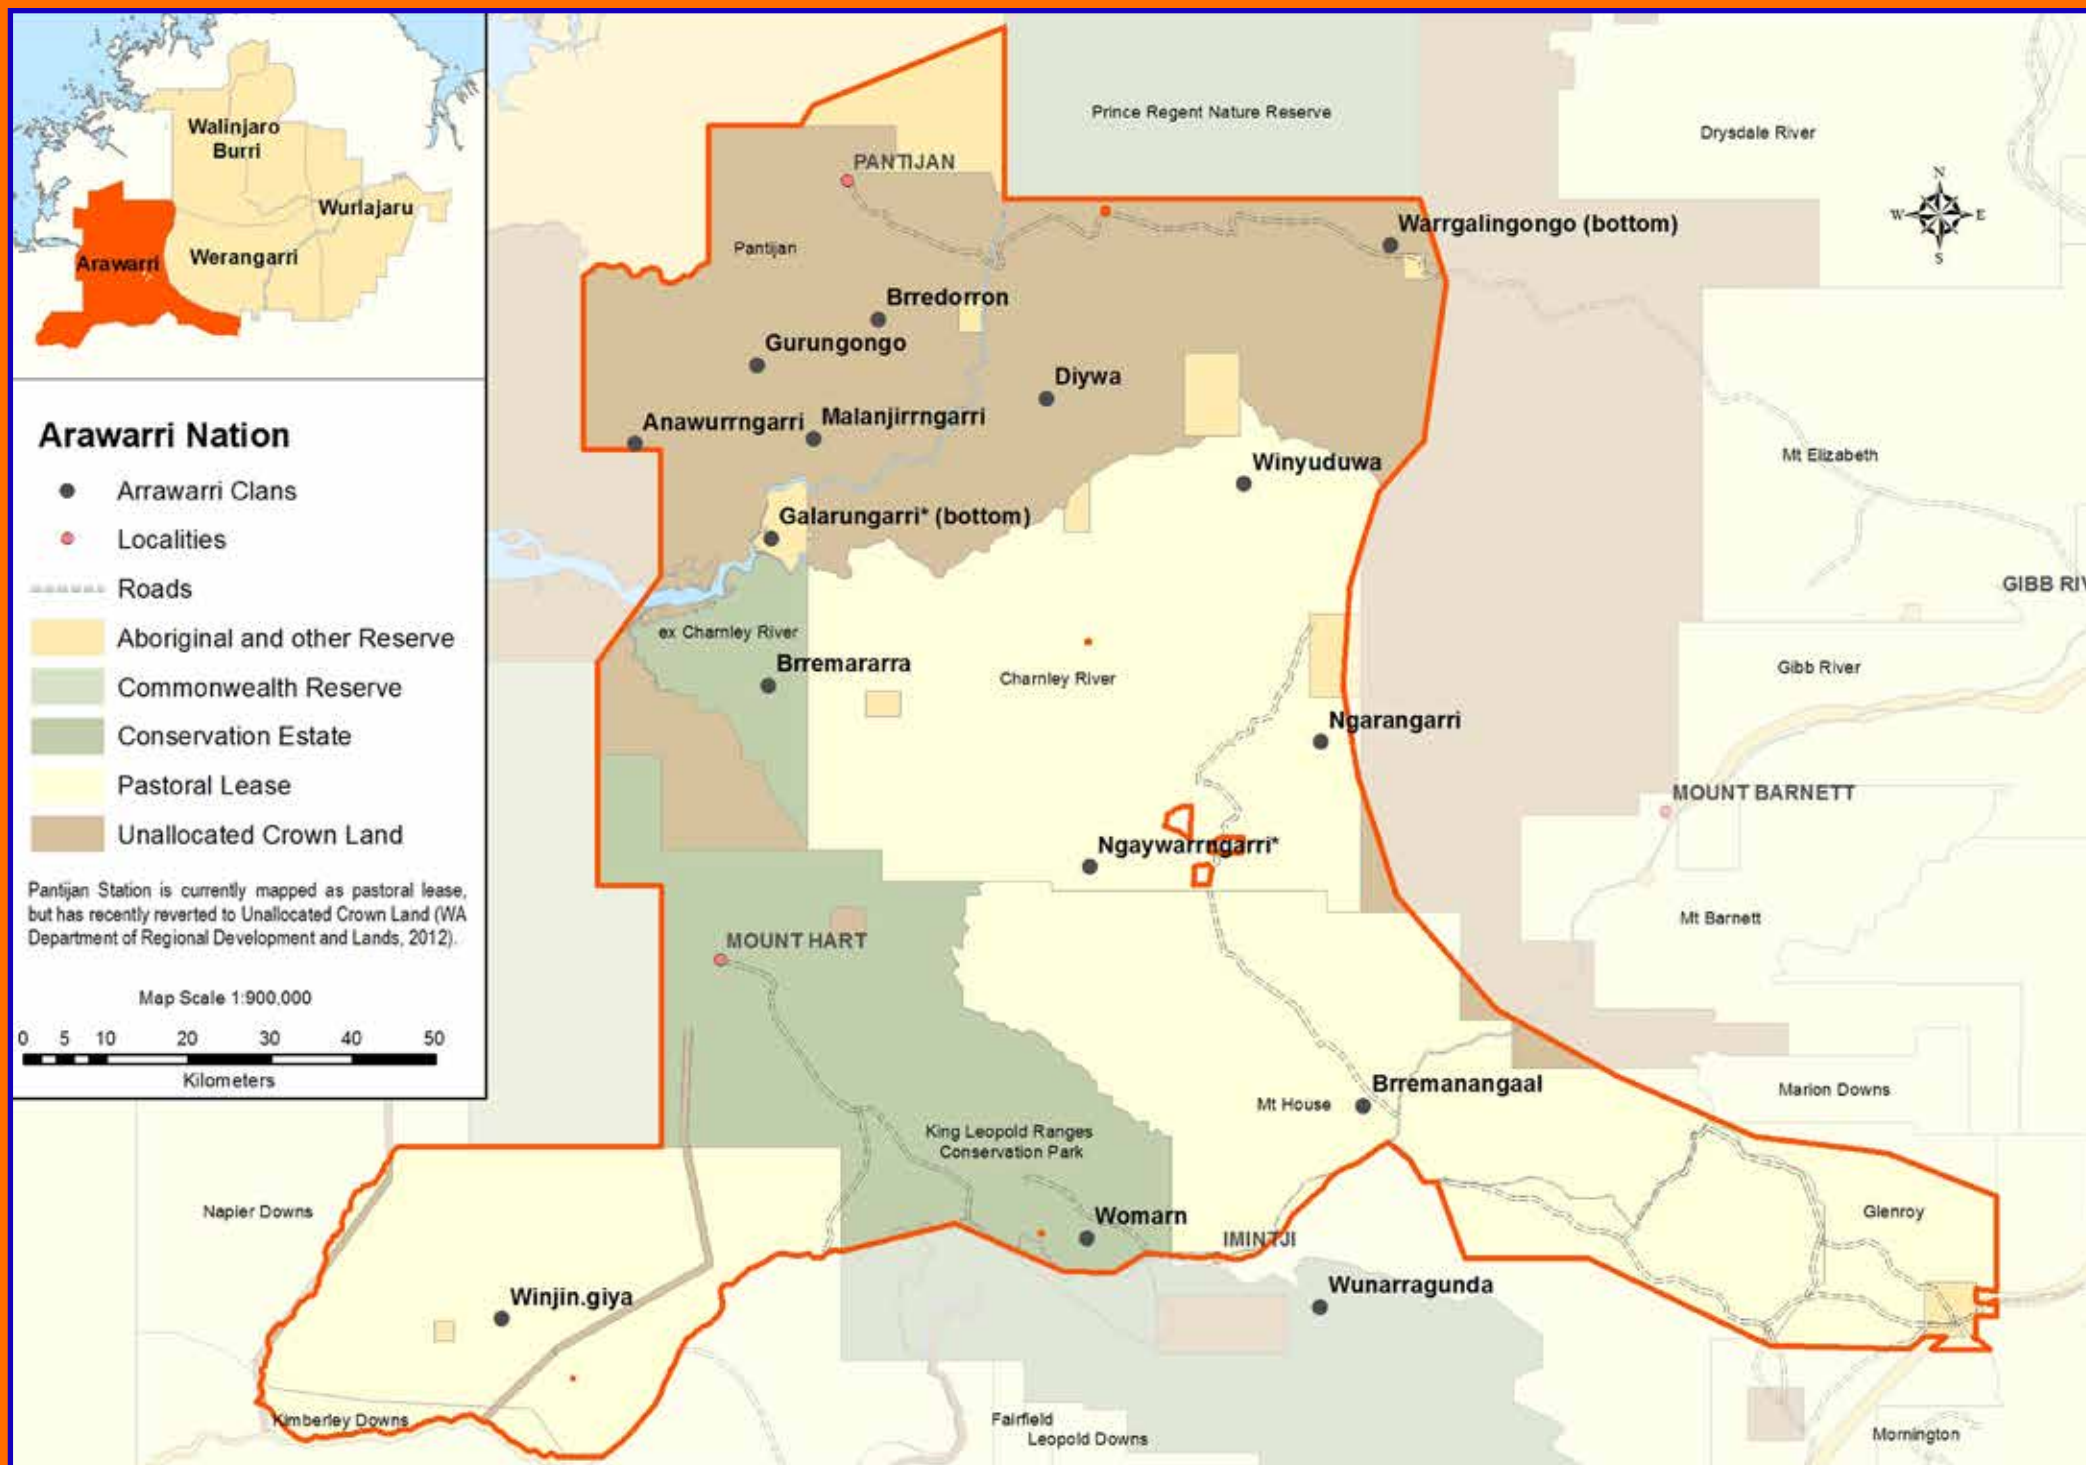 Walinjaro
Burri
Wurlajaru
Werangarri
Arawarri
Arawarri Nation
Arrawarri Clans
Localities
Roads
Aboriginal and other Reserve
Commonwealth Reserve
Conservation Estate
Pastoral Lease
Unallocated Crown Land
Pantijan Station is currently mapped as pastoral lease,
but has recently reverted to Unallocated Crown Land (WA
Department of Regional Development and Lands, 2012).
Map Scale 1:900,000
0 5 10 20 30 40 50
Kilometers
Prince Regent Nature Reserve
Drysdale River
N
W E
S
PANTIJAN
Pantijan
Warrgalingongo (bottom)
Brredorron
Gurungongo
Diywa
Anawurrngarri
Malanjirrngarri
Winyuduwa
Mt Elizabeth
Galarungarri* (bottom)
GIBB RIV
ex Charnley River
Brremararra
Charnley River
Gibb River
Ngarangarri
MOUNT BARNETT
Ngaywarrngarri*
Mt Barnett
MOUNT HART
Brremanangaal
Mt House
Marion Downs
King Leopold Ranges
Conservation Park
Napier Downs
Womarn
IMINTJI
Glenroy
Wunarragunda
Winjin.giya
Kimberley Downs
Fairfield
Leopold Downs
Mornington